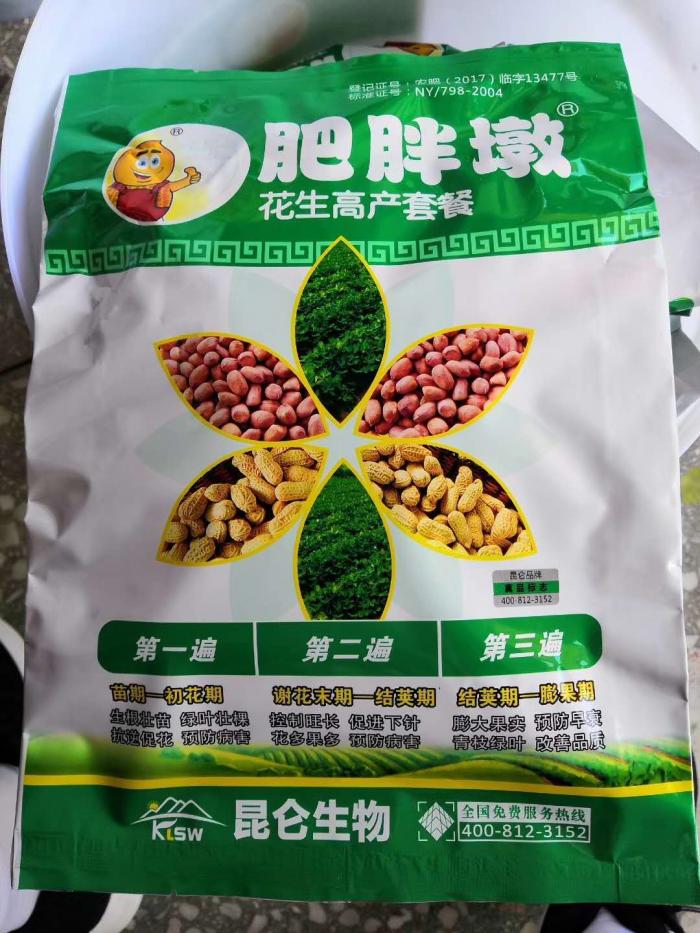 登记证号：农肥（2017）临字13477号
标准证号：NY/798-2004
肥胖墩®
®
花生高产套餐
昆仑品牌
真品标志
400-812-3152
第一遍 第二遍 第三遍
苗期—初花期 谢花末期—结荚期 结荚期—膨果期
生根壮苗 绿叶壮棵 控制旺长 促进下针 膨大果实 预防早衰
抗逆促花 预防病害 花多果多 预防病害 青枝绿叶 改善品质
KLSW 昆仑生物 全国免费服务热线
400-812-3152